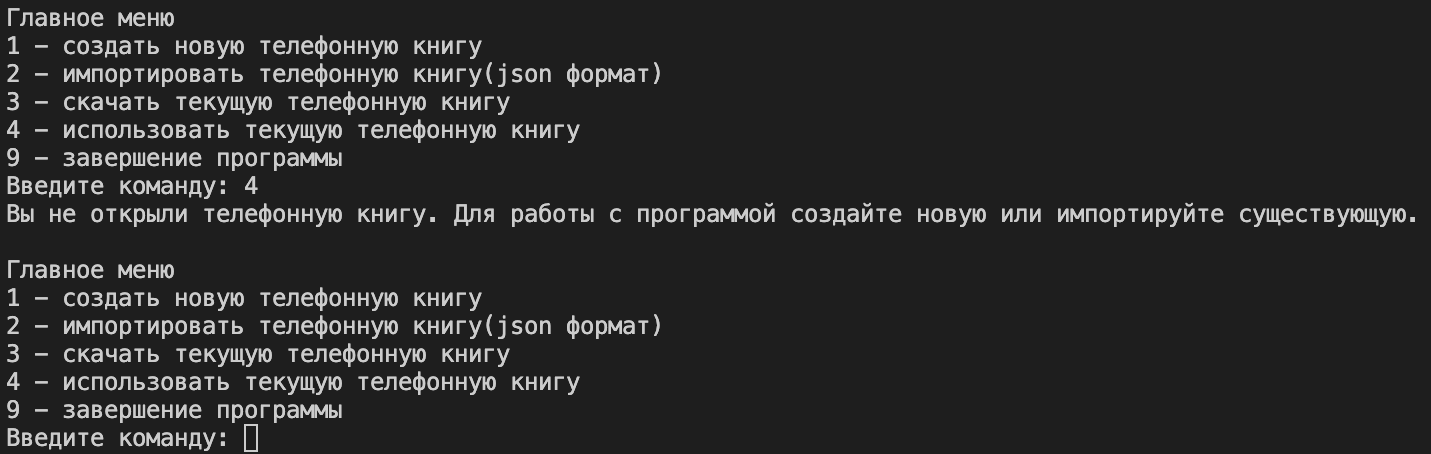 Главное меню
1 - создать новую телефонную книгу
2 - импортировать телефонную книгу(json формат)
3 - скачать текущую телефонную книгу
4 - использовать текущую телефонную книгу
9 - завершение программы
Введите команду: 4
Вы не открыли телефонную книгу. Для работы с программой создайте новую или импортируйте существующую.
Главное меню
1 - создать новую телефонную книгу
2 - импортировать телефонную книгу(json формат)
3 - скачать текущую телефонную книгу
4 - использовать текущую телефонную книгу
9 - завершение программы
Введите команду: